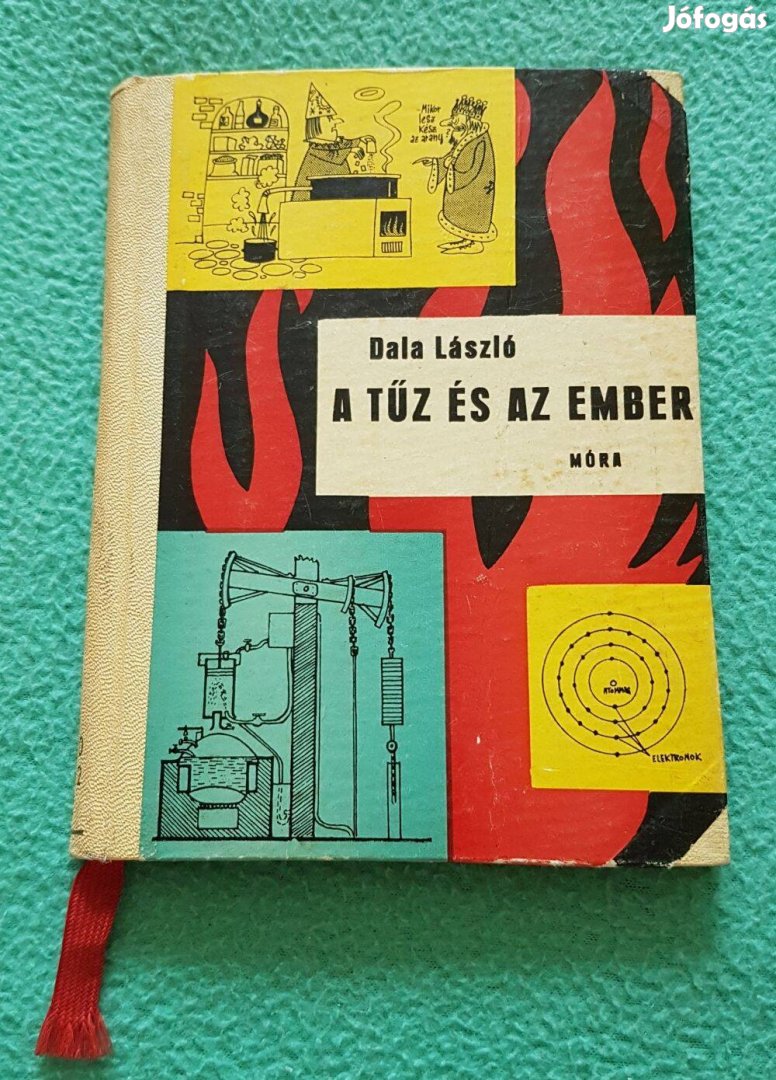 Jófogás
Mikor
lesz
kész
az arany?
Dala László
A TŰZ ÉS AZ EMBER
MÓRA
ATOMMAG
ELEKTRONOK